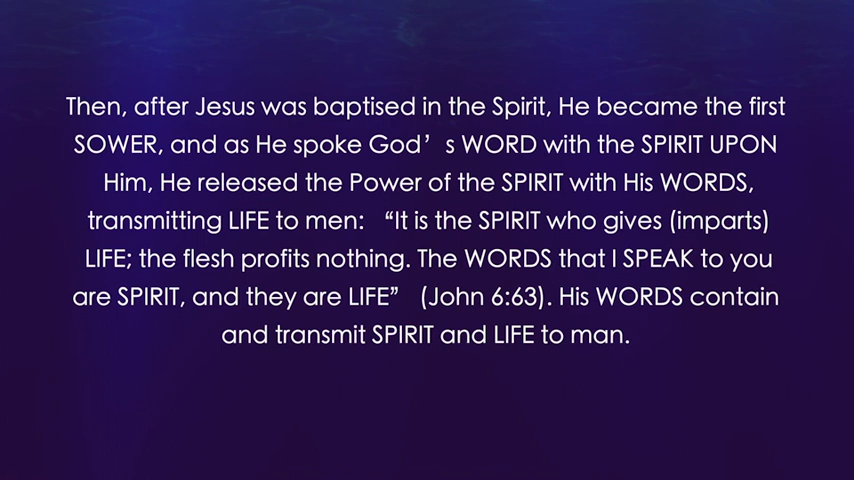 Then, after Jesus was baptised in the Spirit, He became the first
SOWER, and as He spoke God’s WORD with the SPIRIT UPON
Him, He released the Power of the SPIRIT with His WORDS,
transmitting LIFE to men: “It is the SPIRIT who gives (imparts)
LIFE; the flesh profits nothing. The WORDS that I SPEAK to you
are SPIRIT, and they are LIFE” (John 6:63). His WORDS contain
and transmit SPIRIT and LIFE to man.